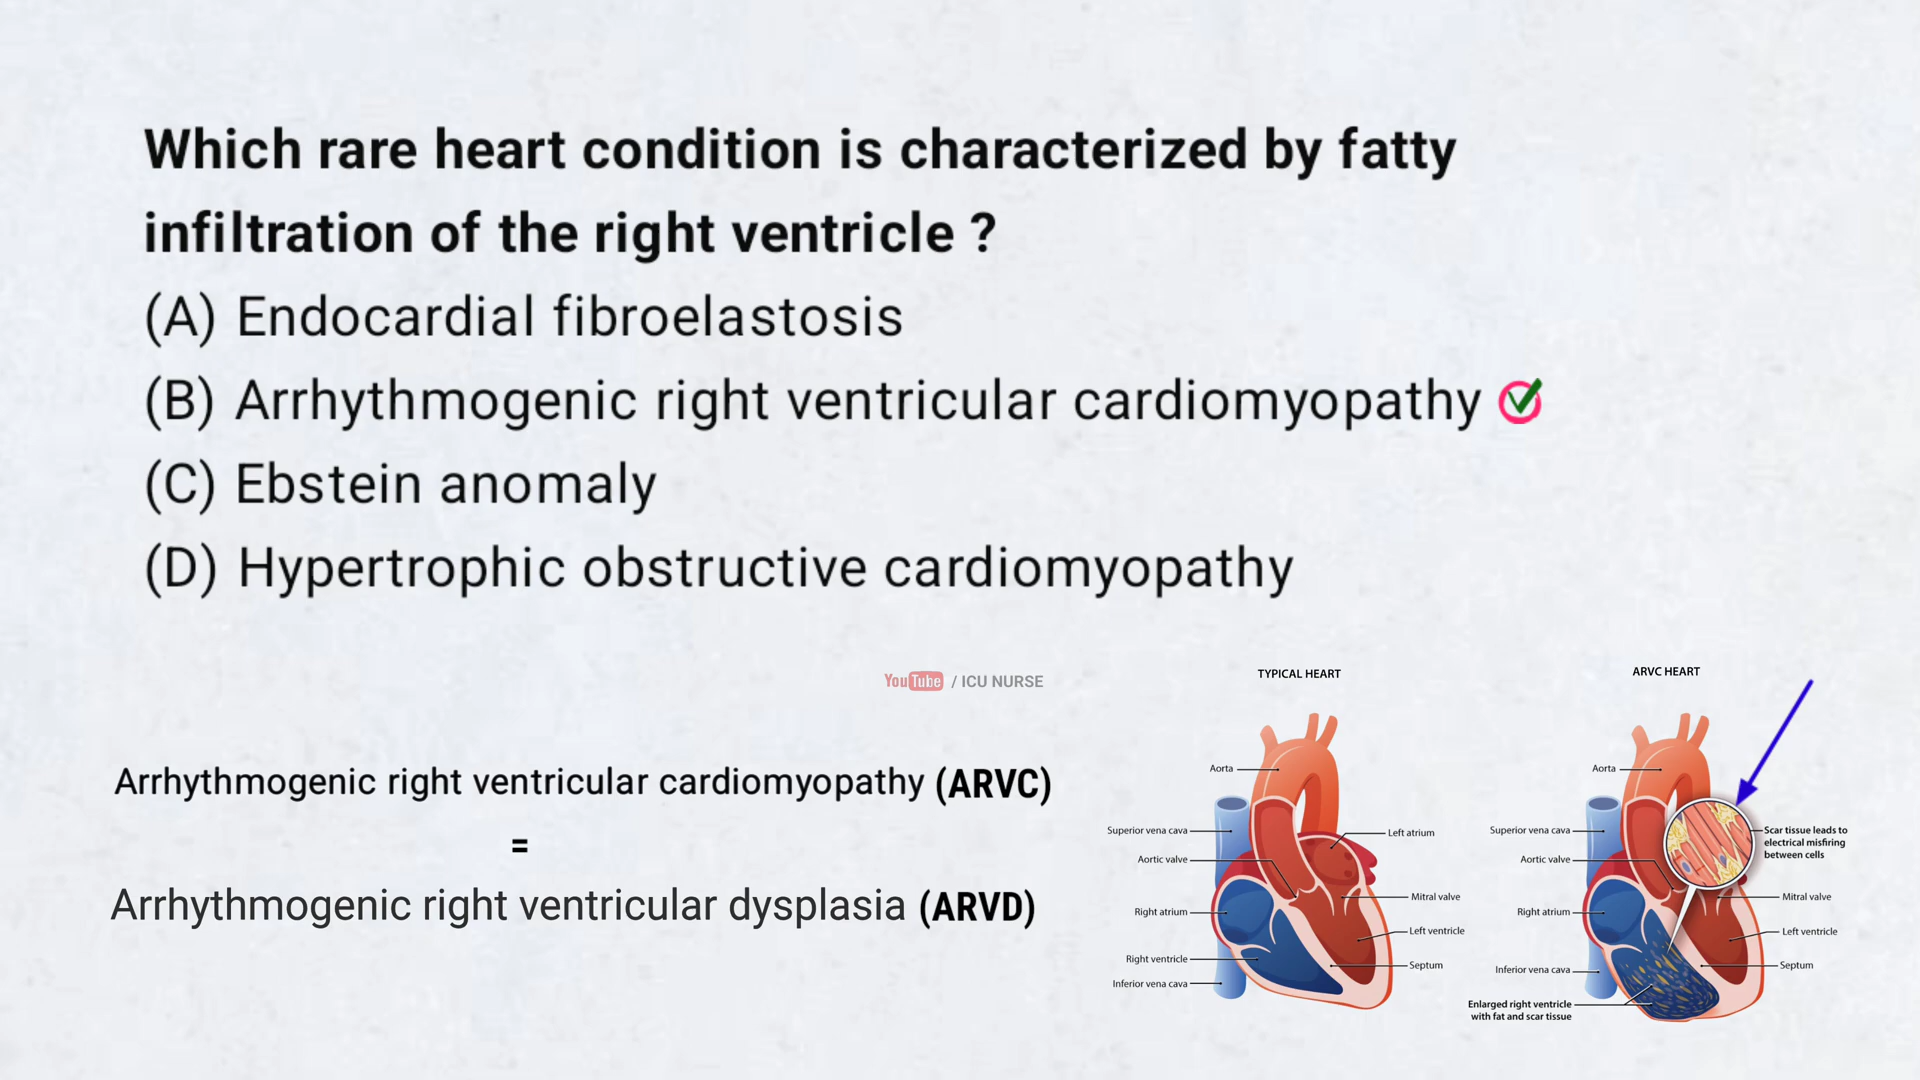 Which rare heart condition is characterized by fatty
infiltration of the right ventricle ?
(A) Endocardial fibroelastosis
(B) Arrhythmogenic right ventricular cardiomyopathy
(C) Ebstein anomaly
(D) Hypertrophic obstructive cardiomyopathy
YouTube / ICU NURSE
Arrhythmogenic right ventricular cardiomyopathy (ARVC)
=
Arrhythmogenic right ventricular dysplasia (ARVD)
TYPICAL HEART
Aorta
Superior vena cava
Left atrium
Aortic valve
Mitral valve
Right atrium
Left ventricle
Right ventricle
Septum
Inferior vena cava
ARVC HEART
Aorta
Superior vena cava
Scar tissue leads to
electrical misfiring
between cells
Aortic valve
Mitral valve
Right atrium
Left ventricle
Septum
Inferior vena cava
Enlarged right ventricle
with fat and scar tissue